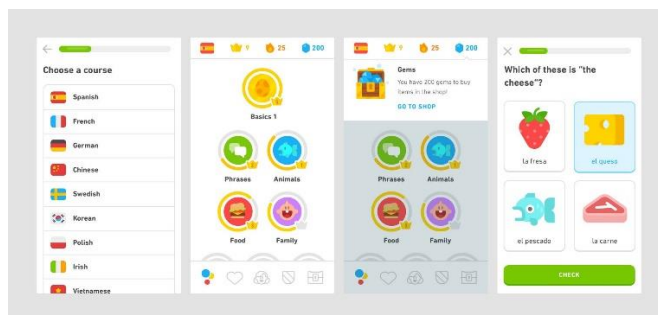 Choose a course
Spanish
French
German
Chinese
Swedish
Korean
Polish
Irish
Vietnamese
9 25 200
Basics 1
Phrases Animals
Food Family
9 25 200
Gems
You have 200 gems to buy
items in the shop!
GO TO SHOP
Phrases Animals
Food Family
Which of these is "the
cheese"?
la fresa el queso
el pescado la carne
CHECK